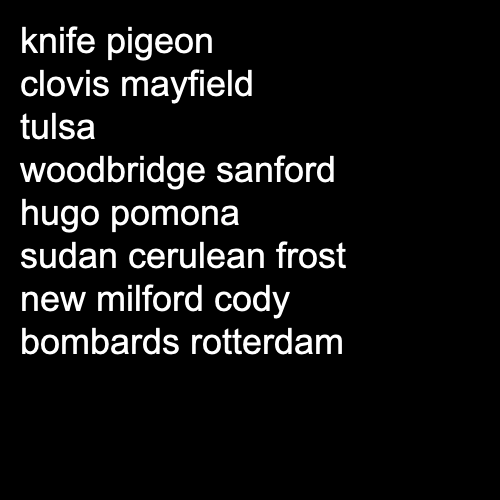 knife pigeon
clovis mayfield
tulsa
woodbridge sanford
hugo pomona
sudan cerulean frost
new milford cody
bombards rotterdam